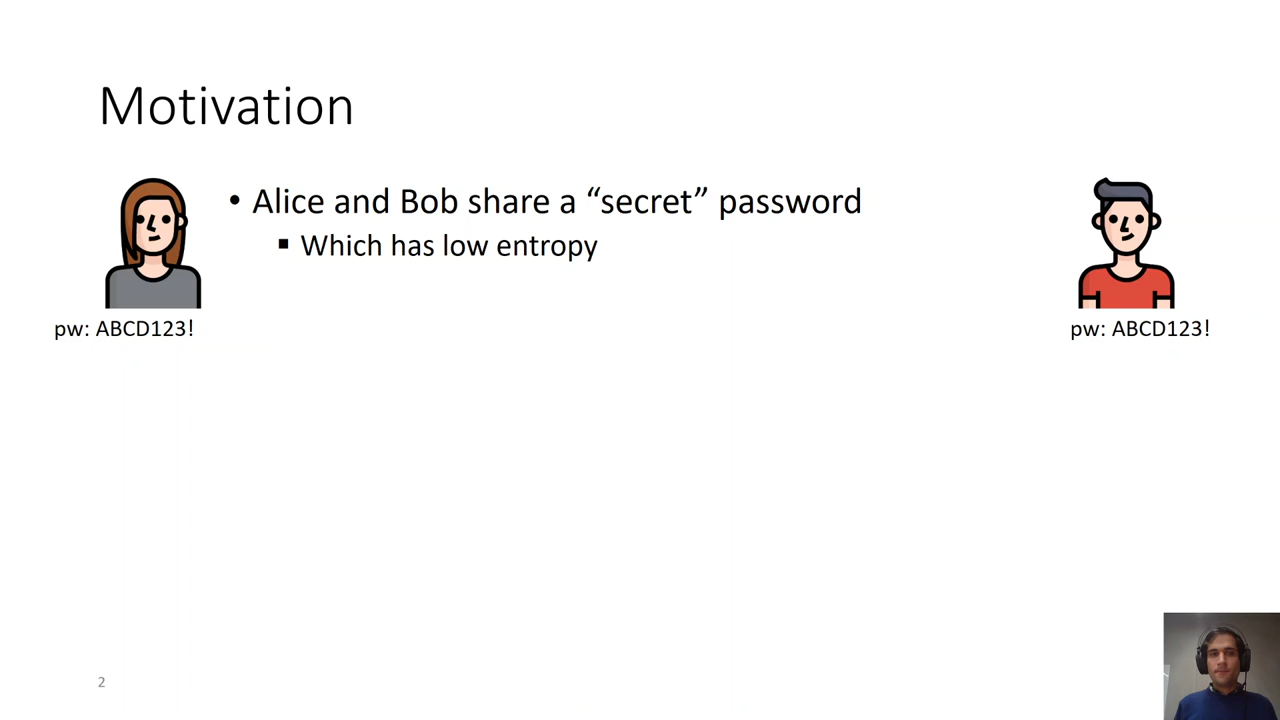 Motivation
• Alice and Bob share a “secret” password
▪ Which has low entropy
pw: ABCD123!
pw: ABCD123!
2